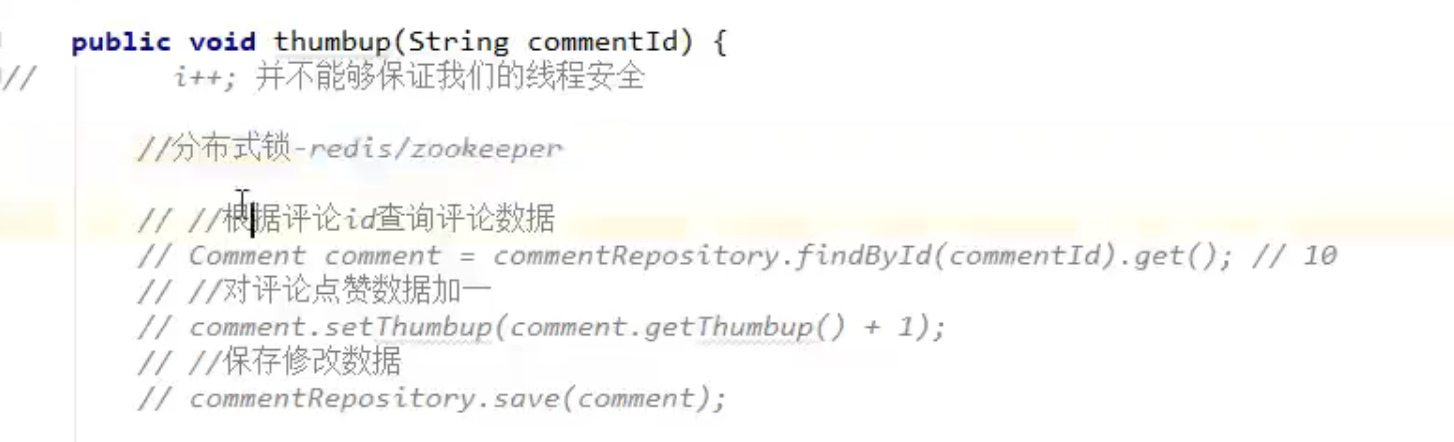 public void thumbup(String commentId) {
// i++; 并不能够保证我们的线程安全
//分布式锁-redis/zookeeper
// //根据评论id查询评论数据
// Comment comment = commentRepository.findById(commentId).get(); // 10
// //对评论点赞数据加一
// comment.setThumbup(comment.getThumbup() + 1);
// //保存修改数据
// commentRepository.save(comment);